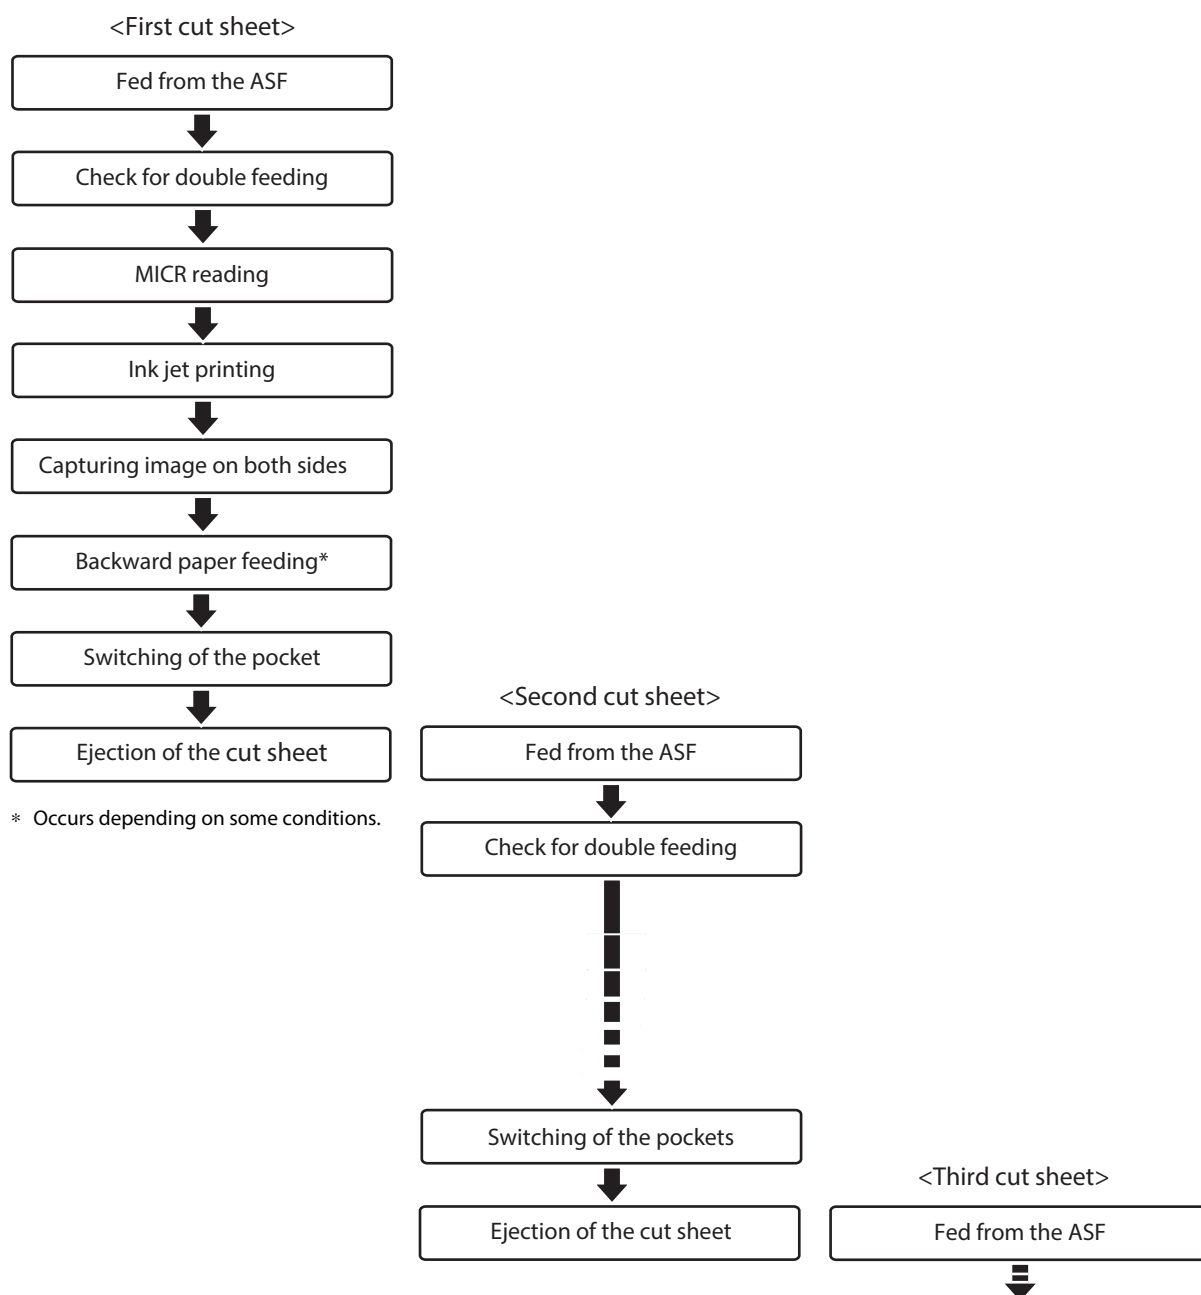 <First cut sheet>
Fed from the ASF
Check for double feeding
MICR reading
Ink jet printing
Capturing image on both sides
Backward paper feeding*
Switching of the pocket
Ejection of the cut sheet
* Occurs depending on some conditions.
<Second cut sheet>
Fed from the ASF
Check for double feeding
Switching of the pockets
Ejection of the cut sheet
<Third cut sheet>
Fed from the ASF